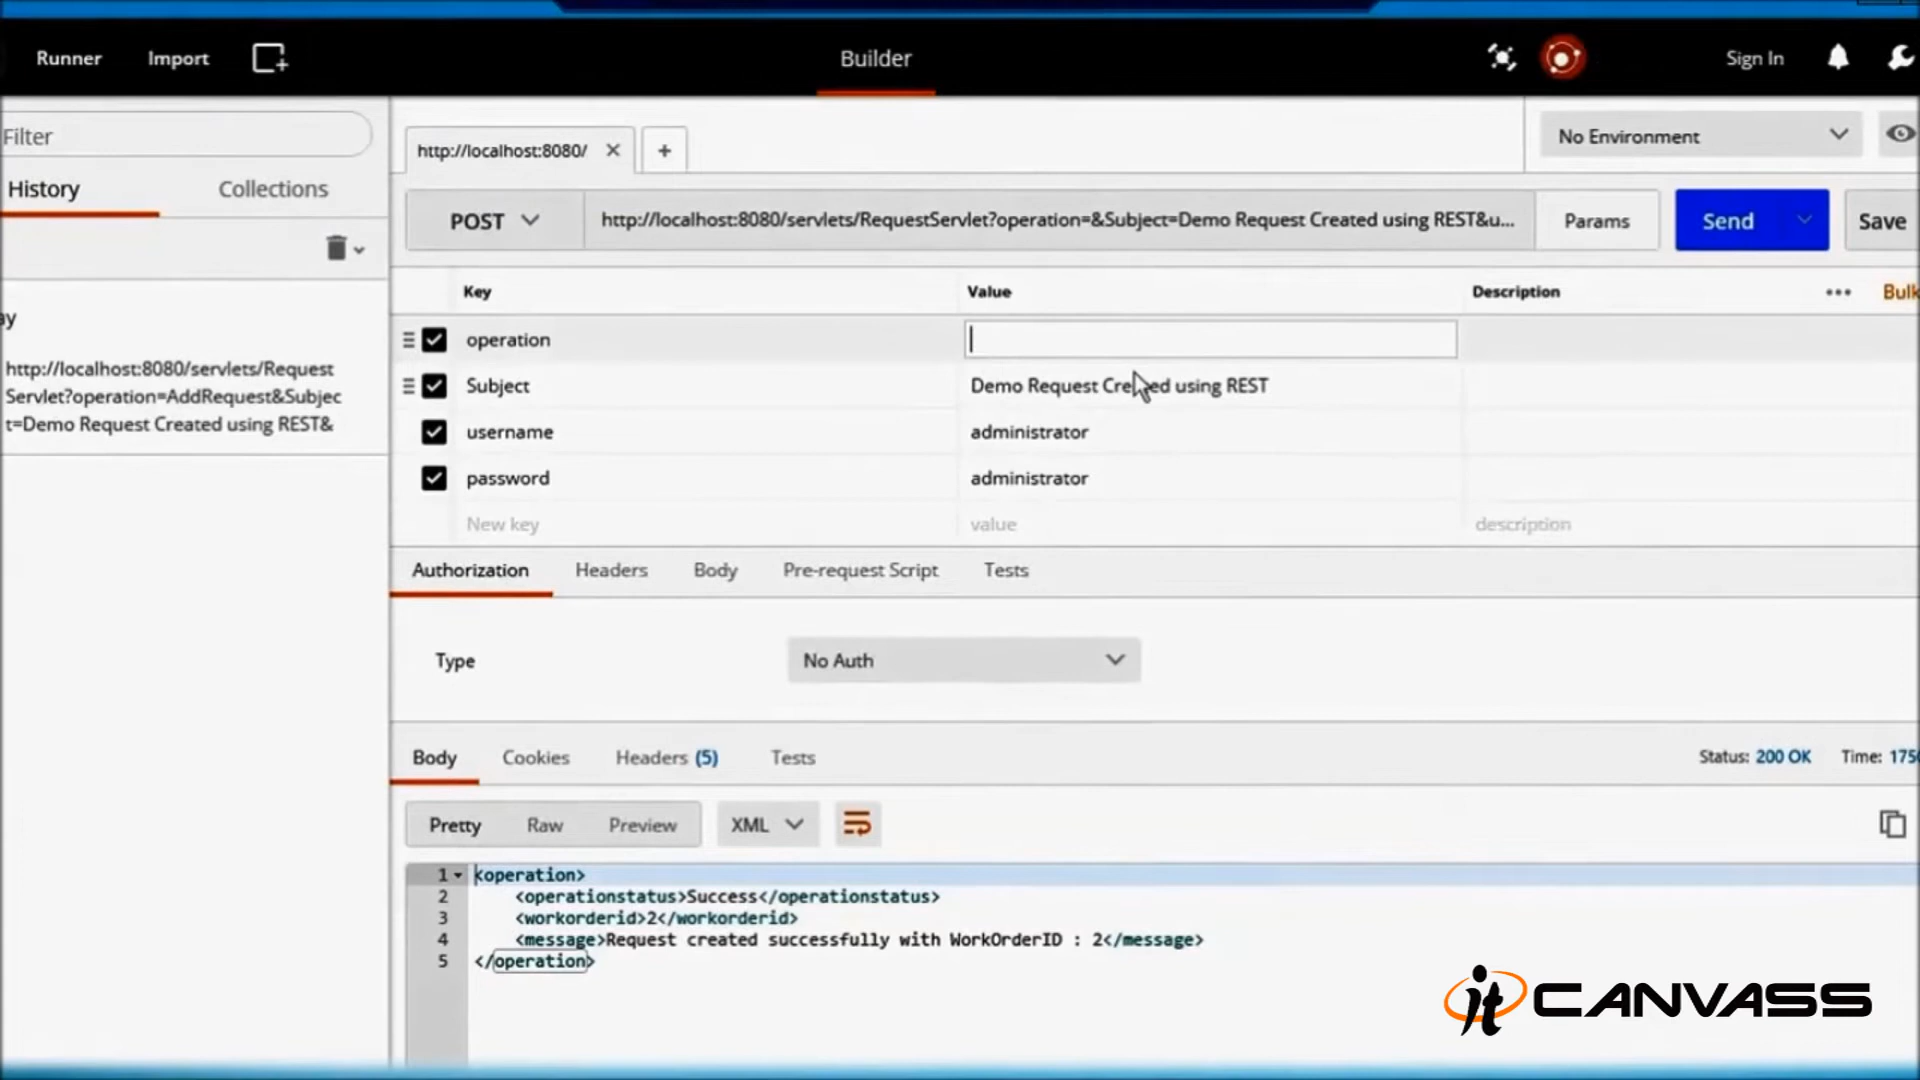 Runner
Import
Builder
Sign In
Filter
http://localhost:8080/
No Environment
History
Collections
POST
http://localhost:8080/servlets/RequestServlet?operation=&Subject=Demo Request Created using REST&u...
Params
Send
Save
Key
Value
Description
Bulk
operation
ay
Subject
Demo Request Created using REST
http://localhost:8080/servlets/Request
Servlet?operation=AddRequest&Subjec
t=Demo Request Created using REST&
username
administrator
password
administrator
New key
value
description
Authorization
Headers
Body
Pre-request Script
Tests
Type
No Auth
Body
Cookies
Headers (5)
Tests
Status: 200 OK
Time: 175
Pretty
Raw
Preview
XML
1 <operation>
2 <operationstatus>Success</operationstatus>
3 <workorderid>2</workorderid>
4 <message>Request created successfully with WorkOrderID : 2</message>
5 </operation>
it CANVASS